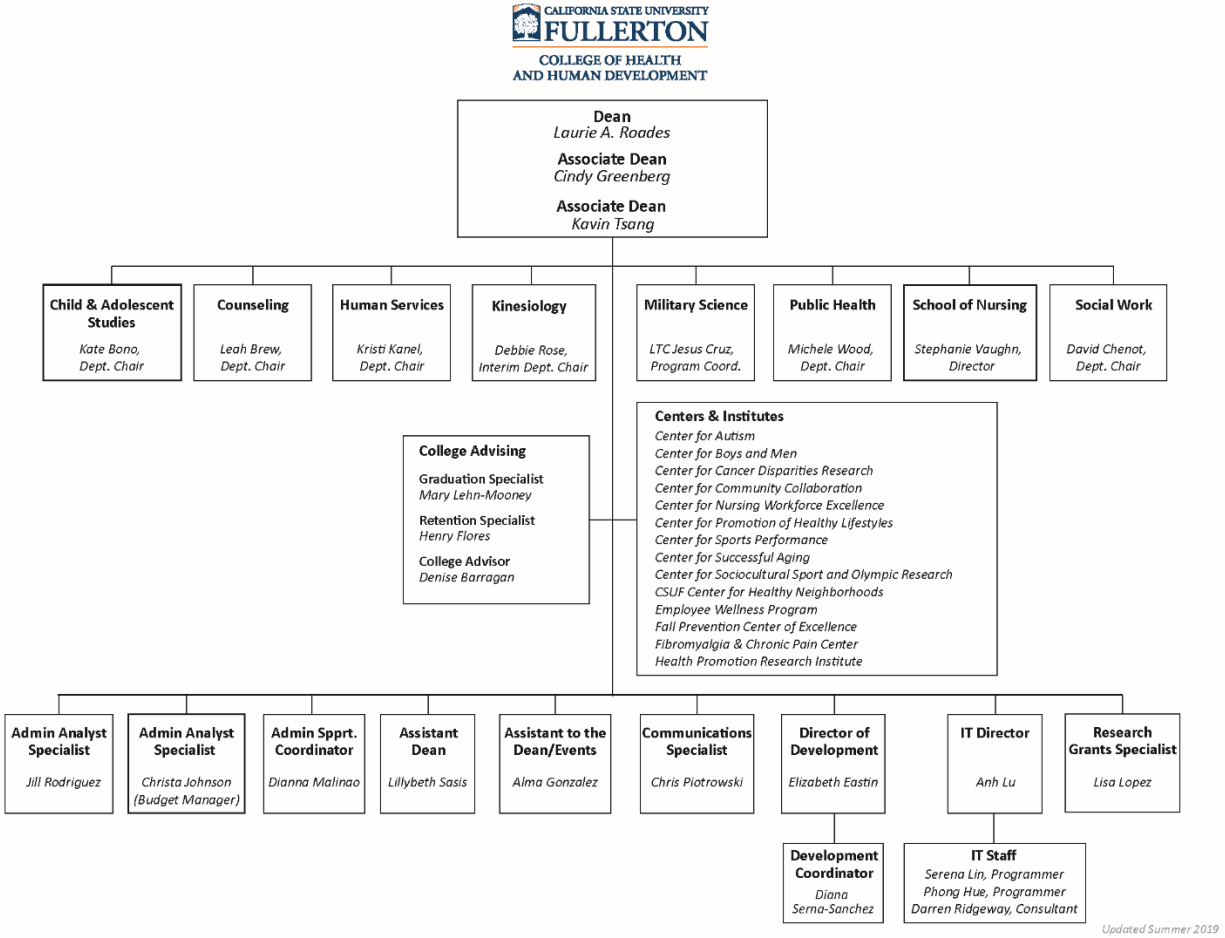 CALIFORNIA STATE UNIVERSITY
FULLERTON
COLLEGE OF HEALTH
AND HUMAN DEVELOPMENT
Dean
Laurie A. Roades
Associate Dean
Cindy Greenberg
Associate Dean
Kavin Tsang
Child & Adolescent
Studies
Kate Bono,
Dept. Chair
Counseling
Leah Brew,
Dept. Chair
Human Services
Kristi Kanel,
Dept. Chair
Kinesiology
Debbie Rose,
Interim Dept. Chair
Military Science
LTC Jesus Cruz,
Program Coord.
Public Health
Michele Wood,
Dept. Chair
School of Nursing
Stephanie Vaughn,
Director
Social Work
David Chenot,
Dept. Chair
College Advising
Graduation Specialist
Mary Lehn-Mooney
Retention Specialist
Henry Flores
College Advisor
Denise Barragan
Centers & Institutes
Center for Autism
Center for Boys and Men
Center for Cancer Disparities Research
Center for Community Collaboration
Center for Nursing Workforce Excellence
Center for Promotion of Healthy Lifestyles
Center for Sports Performance
Center for Successful Aging
Center for Sociocultural Sport and Olympic Research
CSUF Center for Healthy Neighborhoods
Employee Wellness Program
Fall Prevention Center of Excellence
Fibromyalgia & Chronic Pain Center
Health Promotion Research Institute
Admin Analyst
Specialist
Jill Rodriguez
Admin Analyst
Specialist
Christa Johnson
(Budget Manager)
Admin Spprt.
Coordinator
Dianna Malinao
Assistant
Dean
Lillybeth Sasis
Assistant to the
Dean/Events
Alma Gonzalez
Communications
Specialist
Chris Piotrowski
Director of
Development
Elizabeth Eastin
IT Director
Anh Lu
Research
Grants Specialist
Lisa Lopez
Development
Coordinator
Diana
Serna-Sanchez
IT Staff
Serena Lin, Programmer
Phong Hue, Programmer
Darren Ridgeway, Consultant
Updated Summer 2019